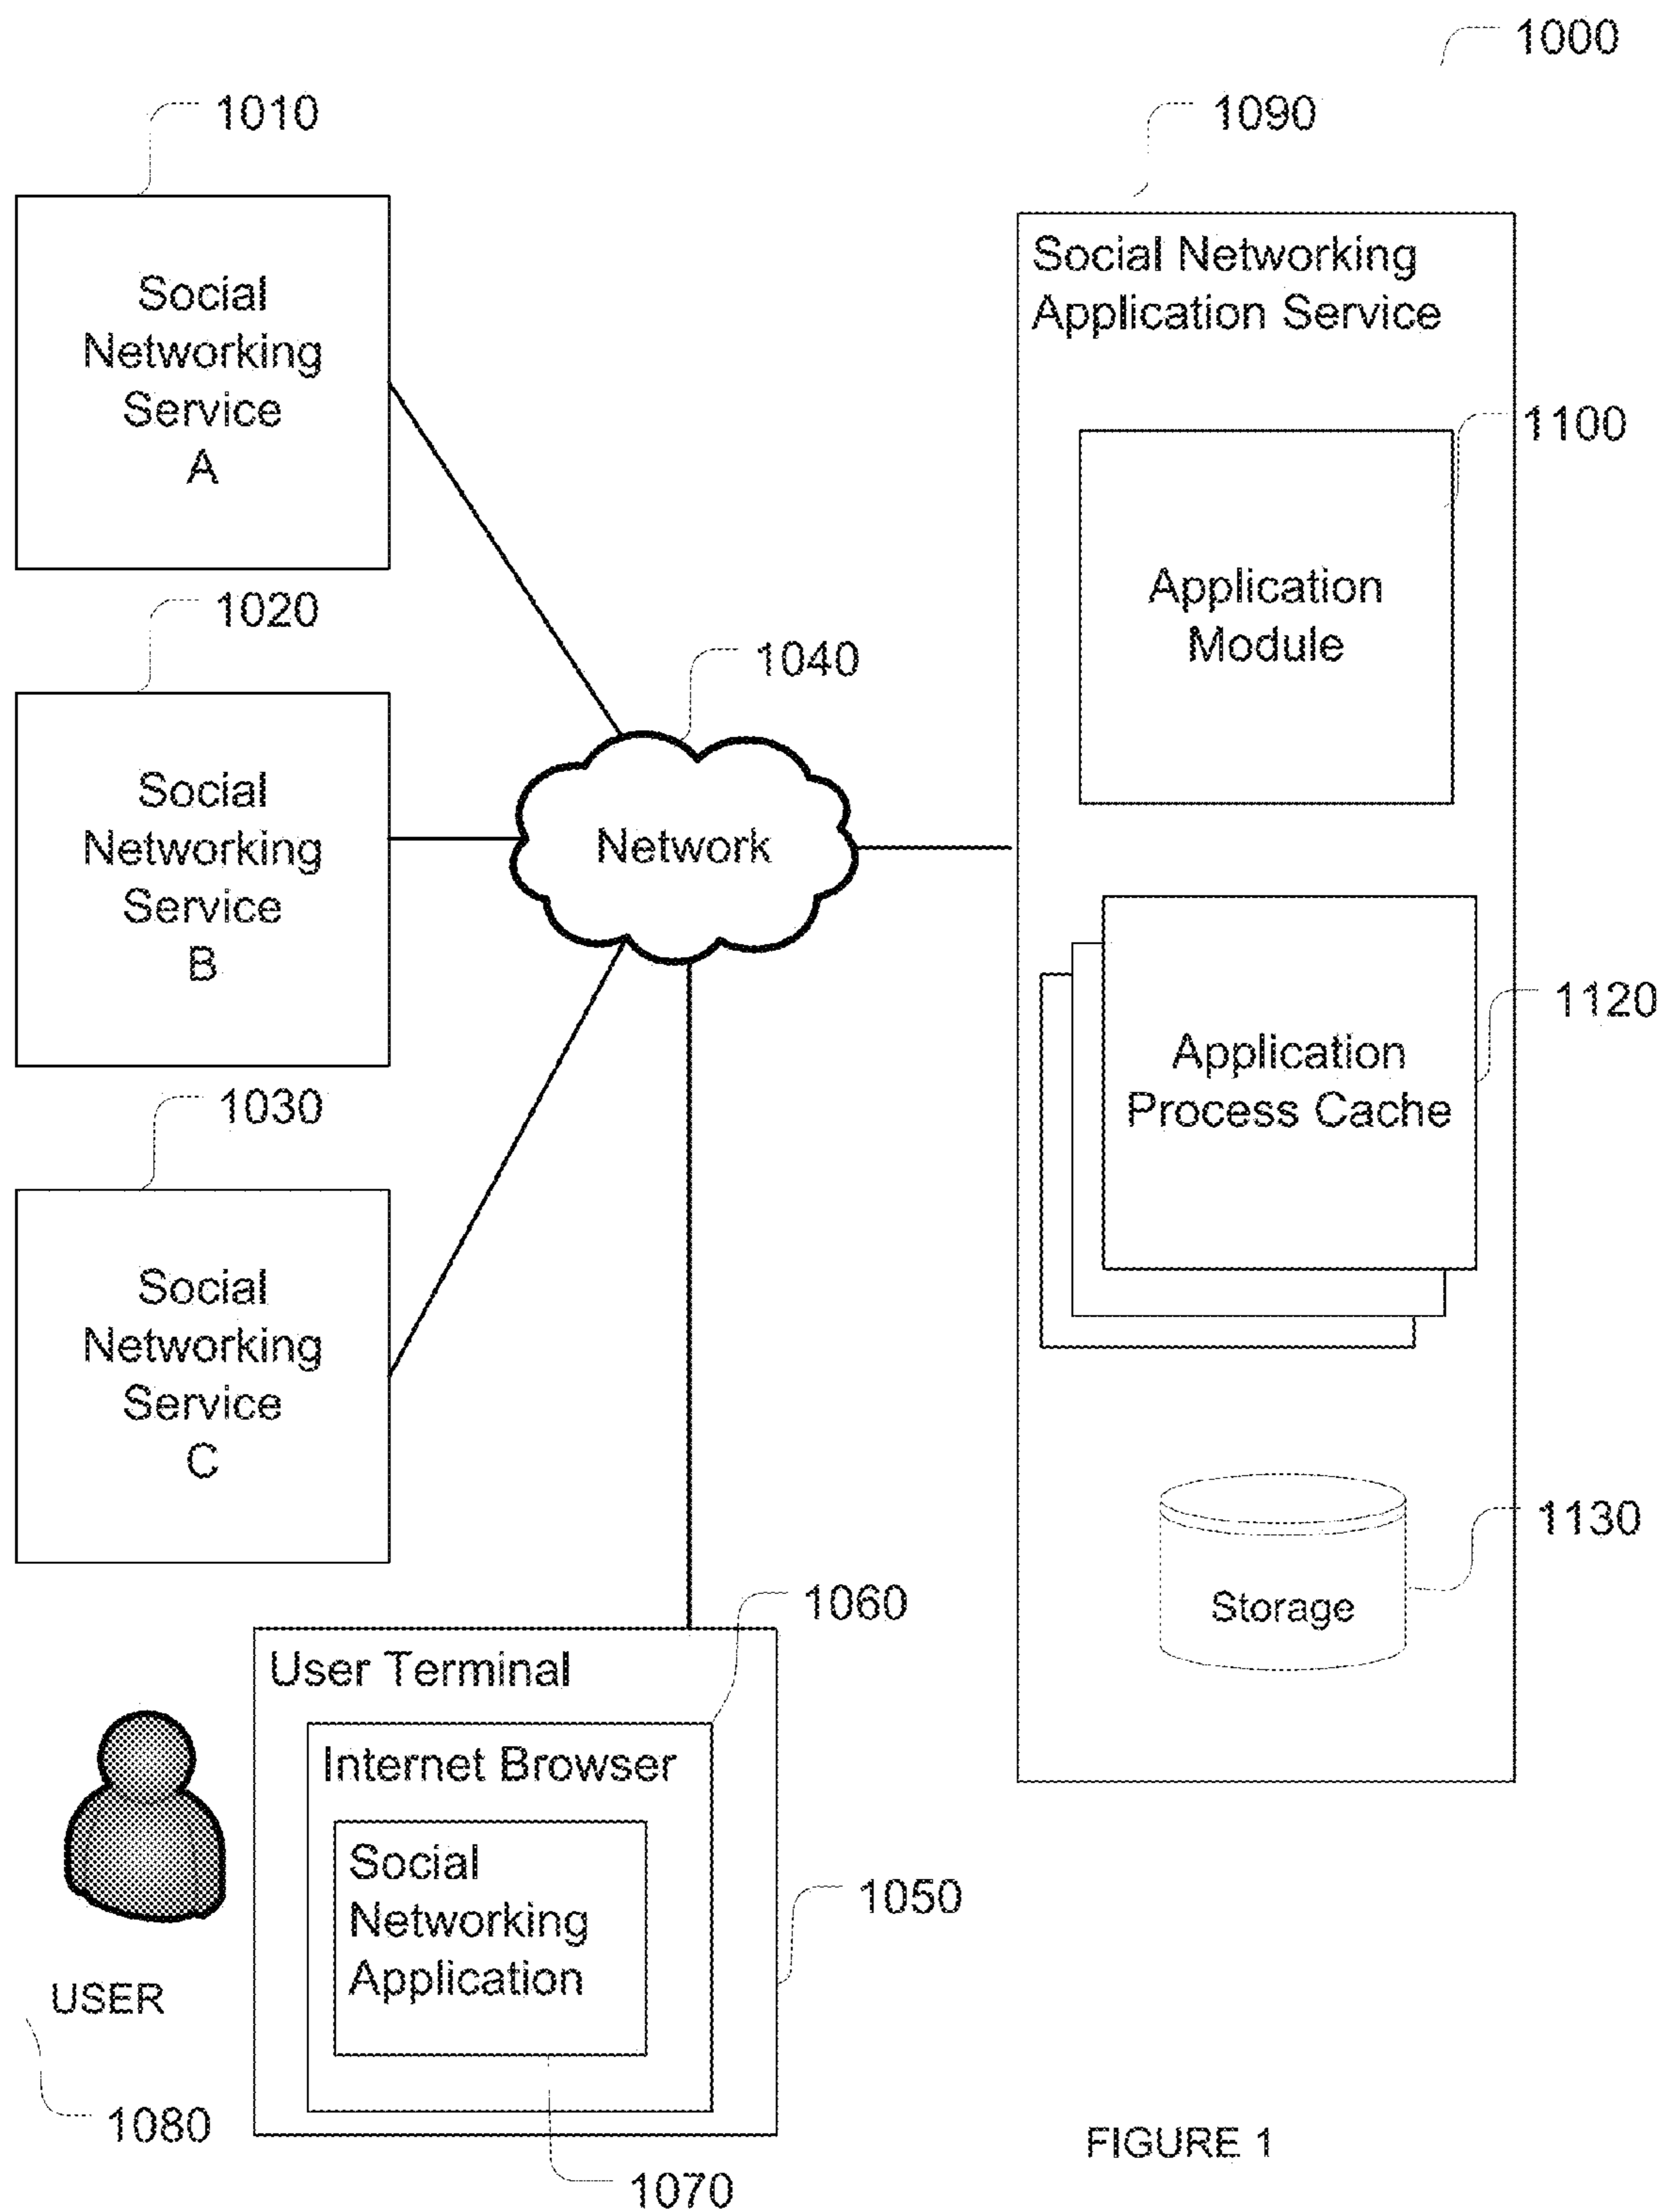 1000
1010
1090
Social
Networking
Service
A
Social Networking
Application Service
1100
Application
Module
1020
1040
Social
Networking
Service
B
Network
1120
Application
Process Cache
1030
Social
Networking
Service
C
1130
Storage
1060
User Terminal
Internet Browser
Social
Networking
Application
1050
USER
1080
1070
FIGURE 1